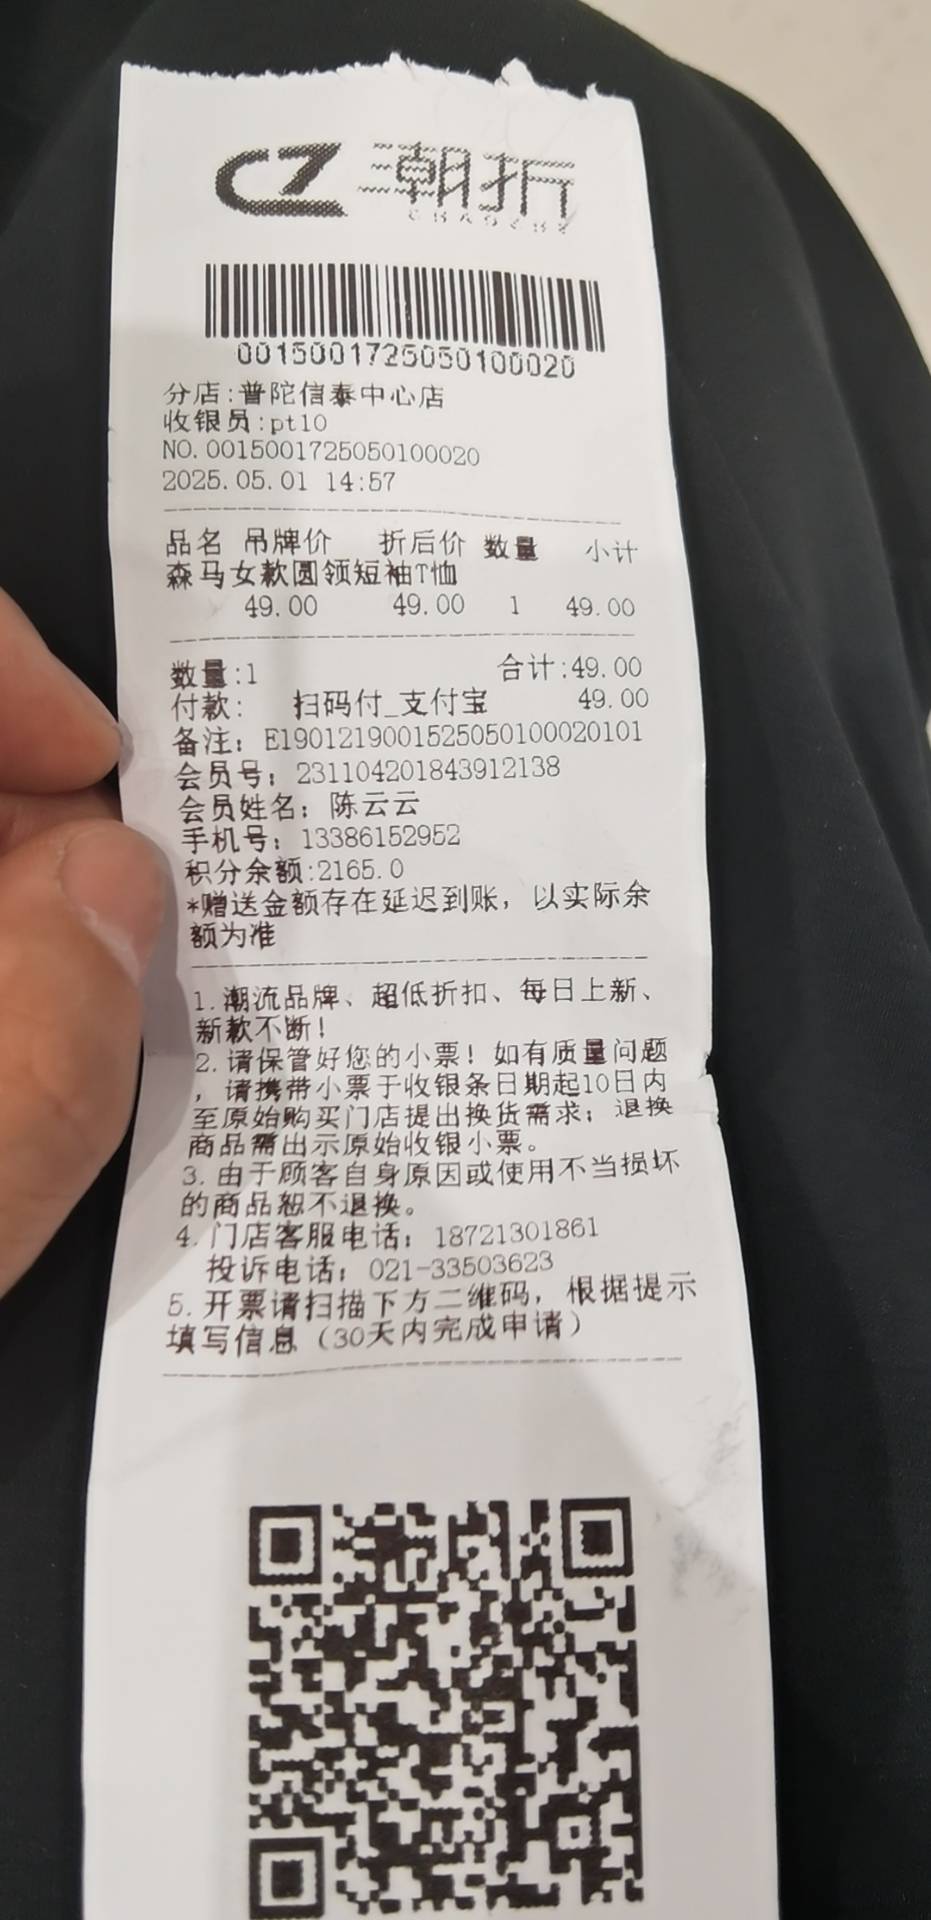 CZ 潮折
CHAOZHE
0015001725050100020
分店:普陀信泰中心店
收银员:pt10
NO.0015001725050100020
2025.05.01 14:57
品名 吊牌价 折后价 数量 小计
森马女款圆领短袖T恤
49.00 49.00 1 49.00
数量:1 合计:49.00
付款: 扫码付_支付宝 49.00
备注: E1901219001525050100020101
会员号: 231104201843912138
会员姓名: 陈云云
手机号: 13386152952
积分余额:2165.0
*赠送金额存在延迟到账，以实际余
额为准
1.潮流品牌、超低折扣、每日上新、
新款不断!
2.请保管好您的小票!如有质量问题
，请携带小票于收银条日期起10日内
至原始购买门店提出换货需求; 退换
商品需出示原始收银小票。
3.由于顾客自身原因或使用不当损坏
的商品恕不退换。
4.门店客服电话: 18721301861
投诉电话: 021-33503623
5.开票请扫描下方二维码，根据提示
填写信息（30天内完成申请）